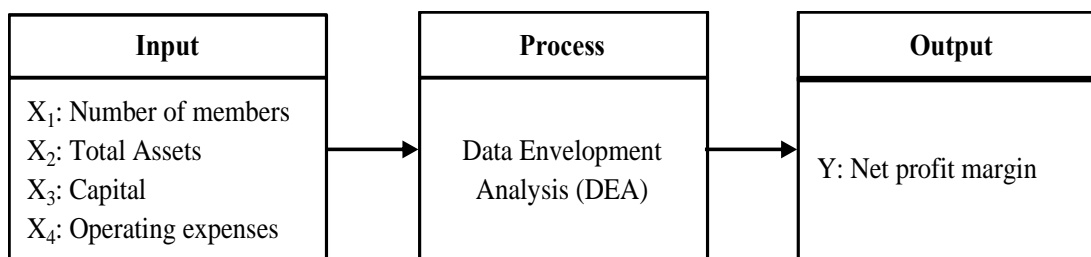 Input
X₁: Number of members
X₂: Total Assets
X₃: Capital
X₄: Operating expenses
Process
Data Envelopment
Analysis (DEA)
Output
Y: Net profit margin